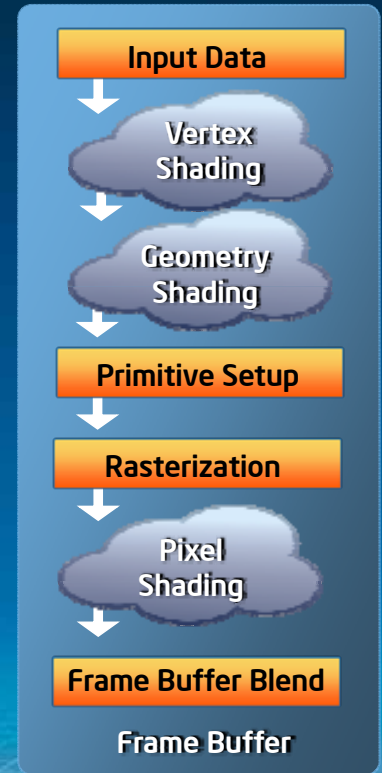 Input Data
Vertex
Shading
Geometry
Shading
Primitive Setup
Rasterization
Pixel
Shading
Frame Buffer Blend
Frame Buffer